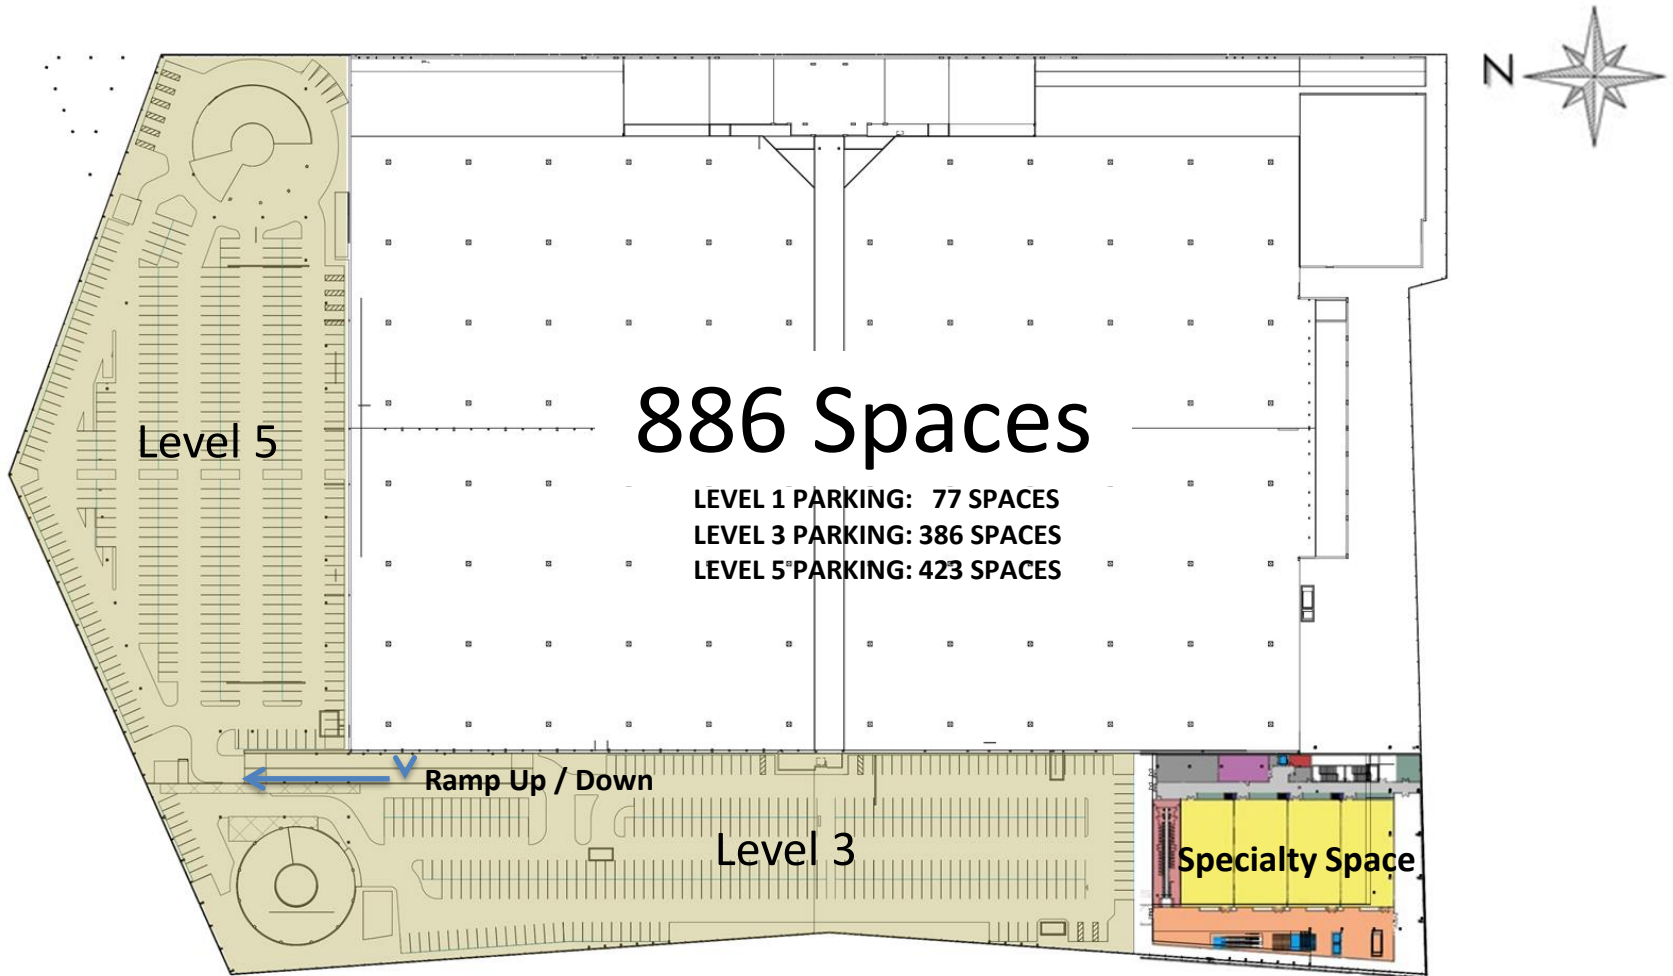 N
886 Spaces
LEVEL 1 PARKING: 77 SPACES
LEVEL 3 PARKING: 386 SPACES
LEVEL 5 PARKING: 423 SPACES
Level 5
Ramp Up / Down
Level 3
Specialty Space